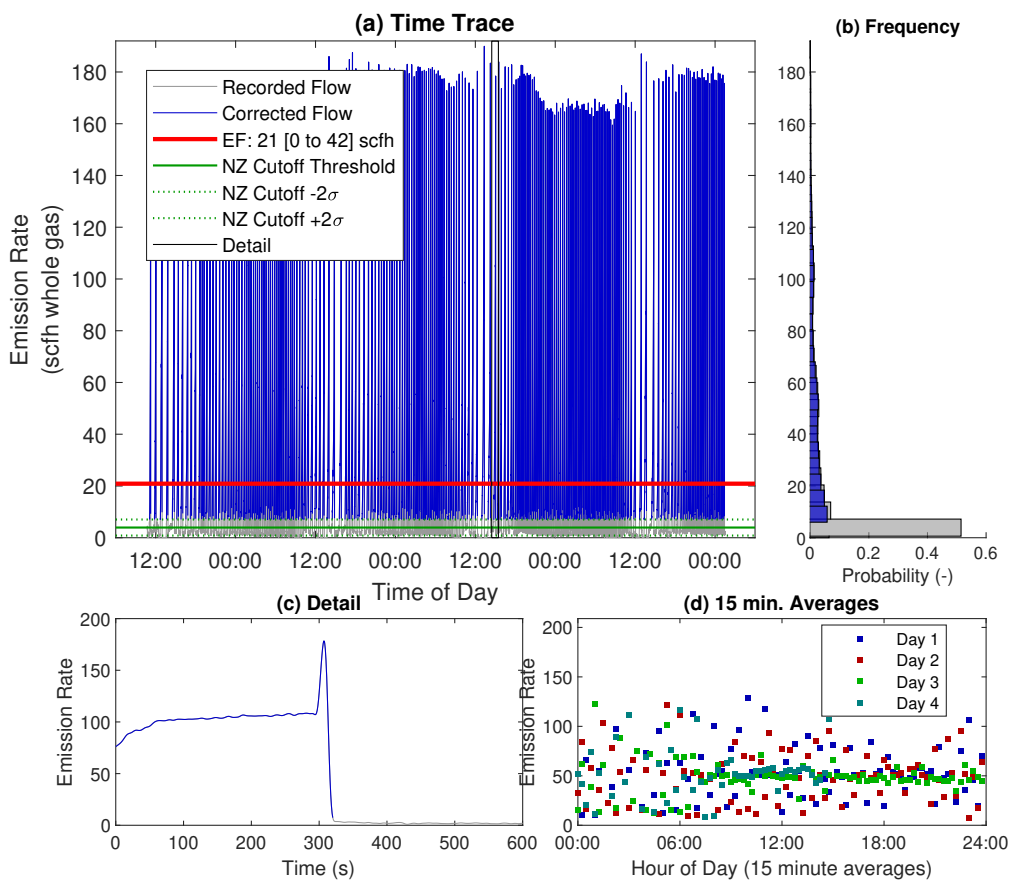 (a) Time Trace
180
160
140
120
100
80
60
40
20
0
Emission Rate
(scfh whole gas)
Recorded Flow
Corrected Flow
EF: 21 [0 to 42] scfh
NZ Cutoff Threshold
NZ Cutoff -2σ
NZ Cutoff +2σ
Detail
12:00 00:00 12:00 00:00 12:00 00:00 12:00 00:00
Time of Day
(b) Frequency
180
160
140
120
100
80
60
40
20
0
0 0.2 0.4 0.6
Probability (-)
(c) Detail
200
150
100
50
0
Emission Rate
0 100 200 300 400 500 600
Time (s)
(d) 15 min. Averages
200
150
100
50
0
Emission Rate
Day 1
Day 2
Day 3
Day 4
00:00 06:00 12:00 18:00 24:00
Hour of Day (15 minute averages)